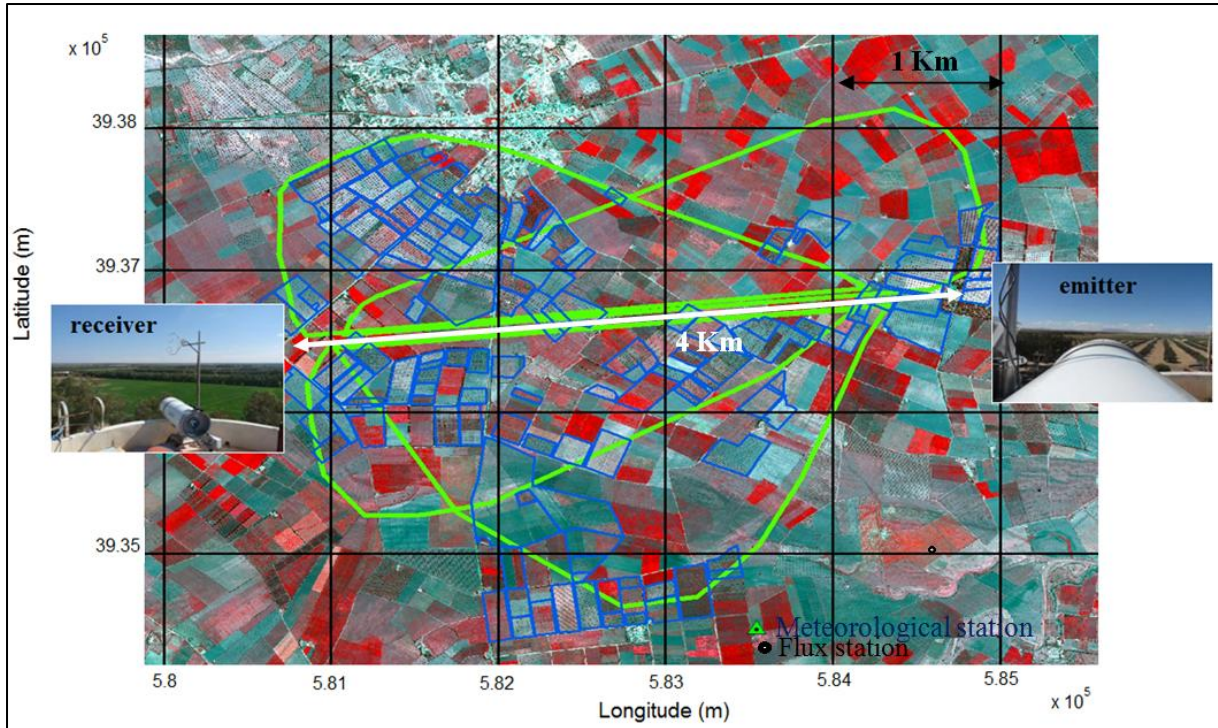 x 10⁵
1 Km
39.38
39.37
39.35
Latitude (m)
receiver
emitter
4 Km
Meteorological station
Flux station
5.8
5.81
5.82
5.83
5.84
5.85
x 10⁵
Longitude (m)